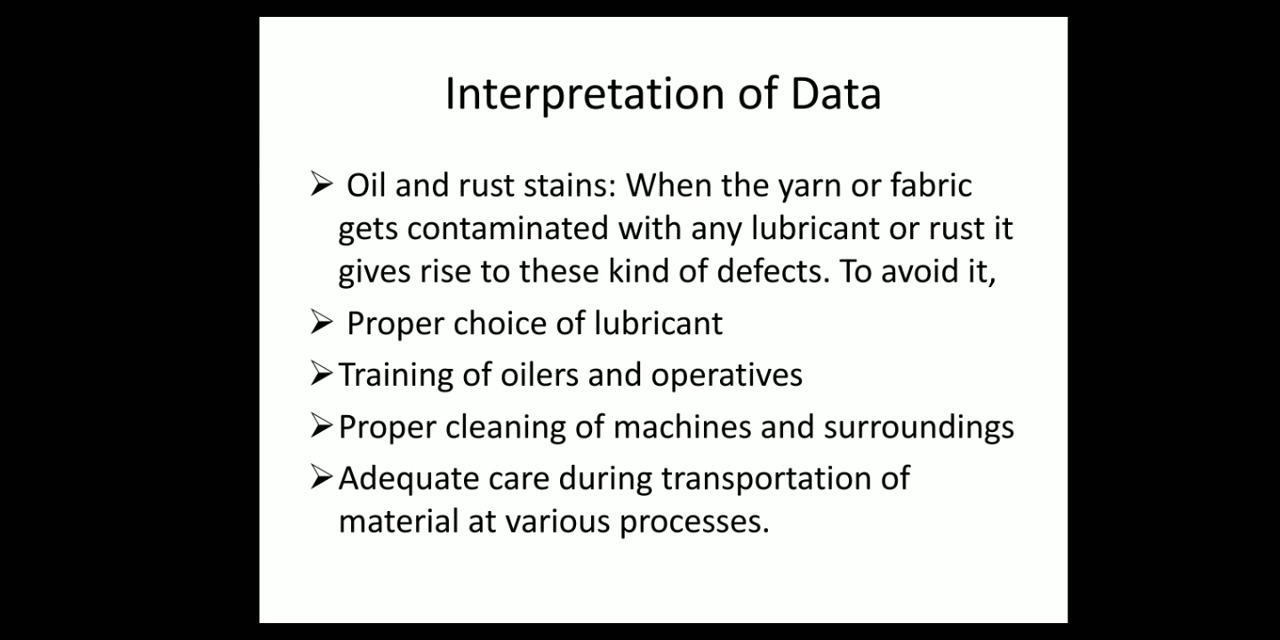 Interpretation of Data
➢ Oil and rust stains: When the yarn or fabric
gets contaminated with any lubricant or rust it
gives rise to these kind of defects. To avoid it,
➢ Proper choice of lubricant
➢Training of oilers and operatives
➢Proper cleaning of machines and surroundings
➢Adequate care during transportation of
material at various processes.